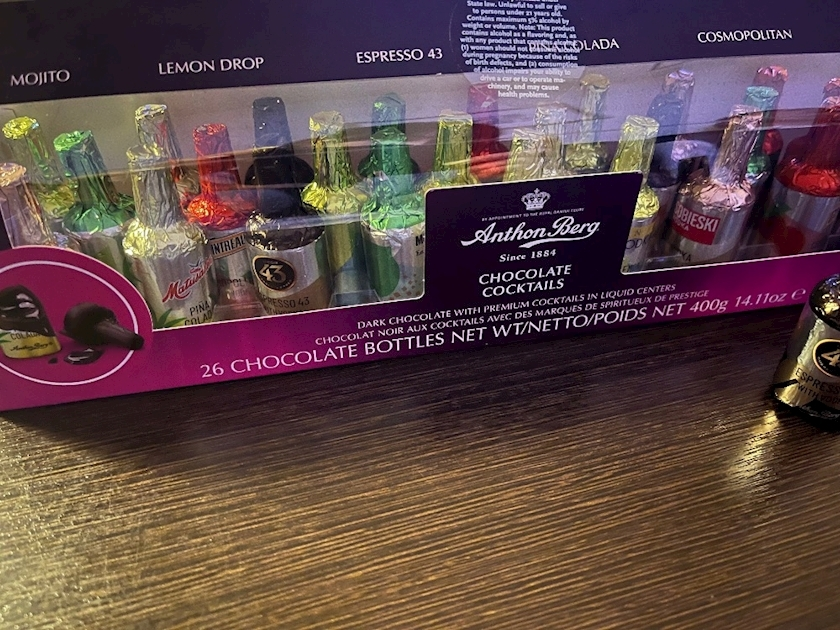 State law. Unlawful to sell or give
to persons under 21 years old.
Contains maximum 5% alcohol by
weight or volume. Note: This product
contains alcohol as a flavoring and, as
with any product that contains alcohol
(1) women should not
during pregnancy because of the risks
of birth defects, and (2) consumption
of alcohol impairs your ability to
drive a car or to operate ma-
chinery, and may cause
health problems.
MOJITO
LEMON DROP
ESPRESSO 43
PINA COLADA
COSMOPOLITAN
BY APPOINTMENT TO THE ROYAL DANISH COURT
Anthon Berg
Since 1884
CHOCOLATE
COCKTAILS
Matusa
PINA
COLADA
43
ESPRESSO 43
OBIESKI
DARK CHOCOLATE WITH PREMIUM COCKTAILS IN LIQUID CENTERS
CHOCOLAT NOIR AUX COCKTAILS AVEC DES MARQUES DE SPIRITUEUX DE PRESTIGE
26 CHOCOLATE BOTTLES NET WT/NETTO/POIDS NET 400g 14.11oz e
ESPRE
WITH